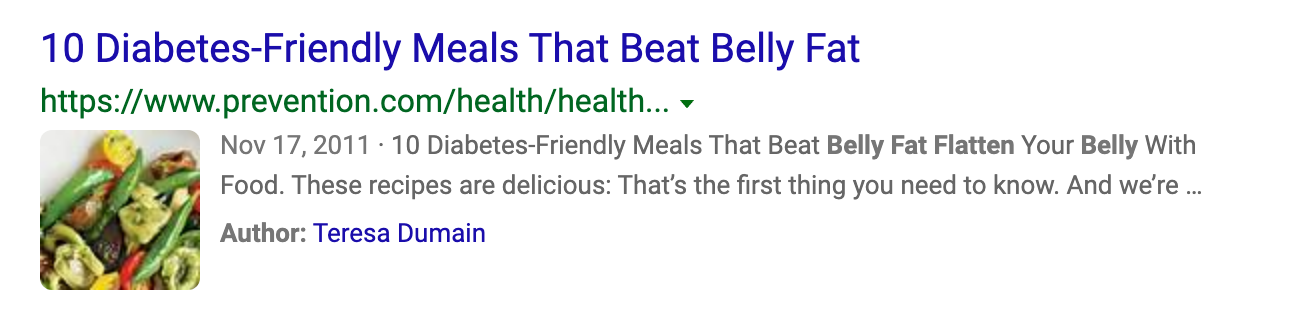 10 Diabetes-Friendly Meals That Beat Belly Fat
https://www.prevention.com/health/health...
Nov 17, 2011 · 10 Diabetes-Friendly Meals That Beat Belly Fat Flatten Your Belly With
Food. These recipes are delicious: That’s the first thing you need to know. And we’re ...
Author: Teresa Dumain